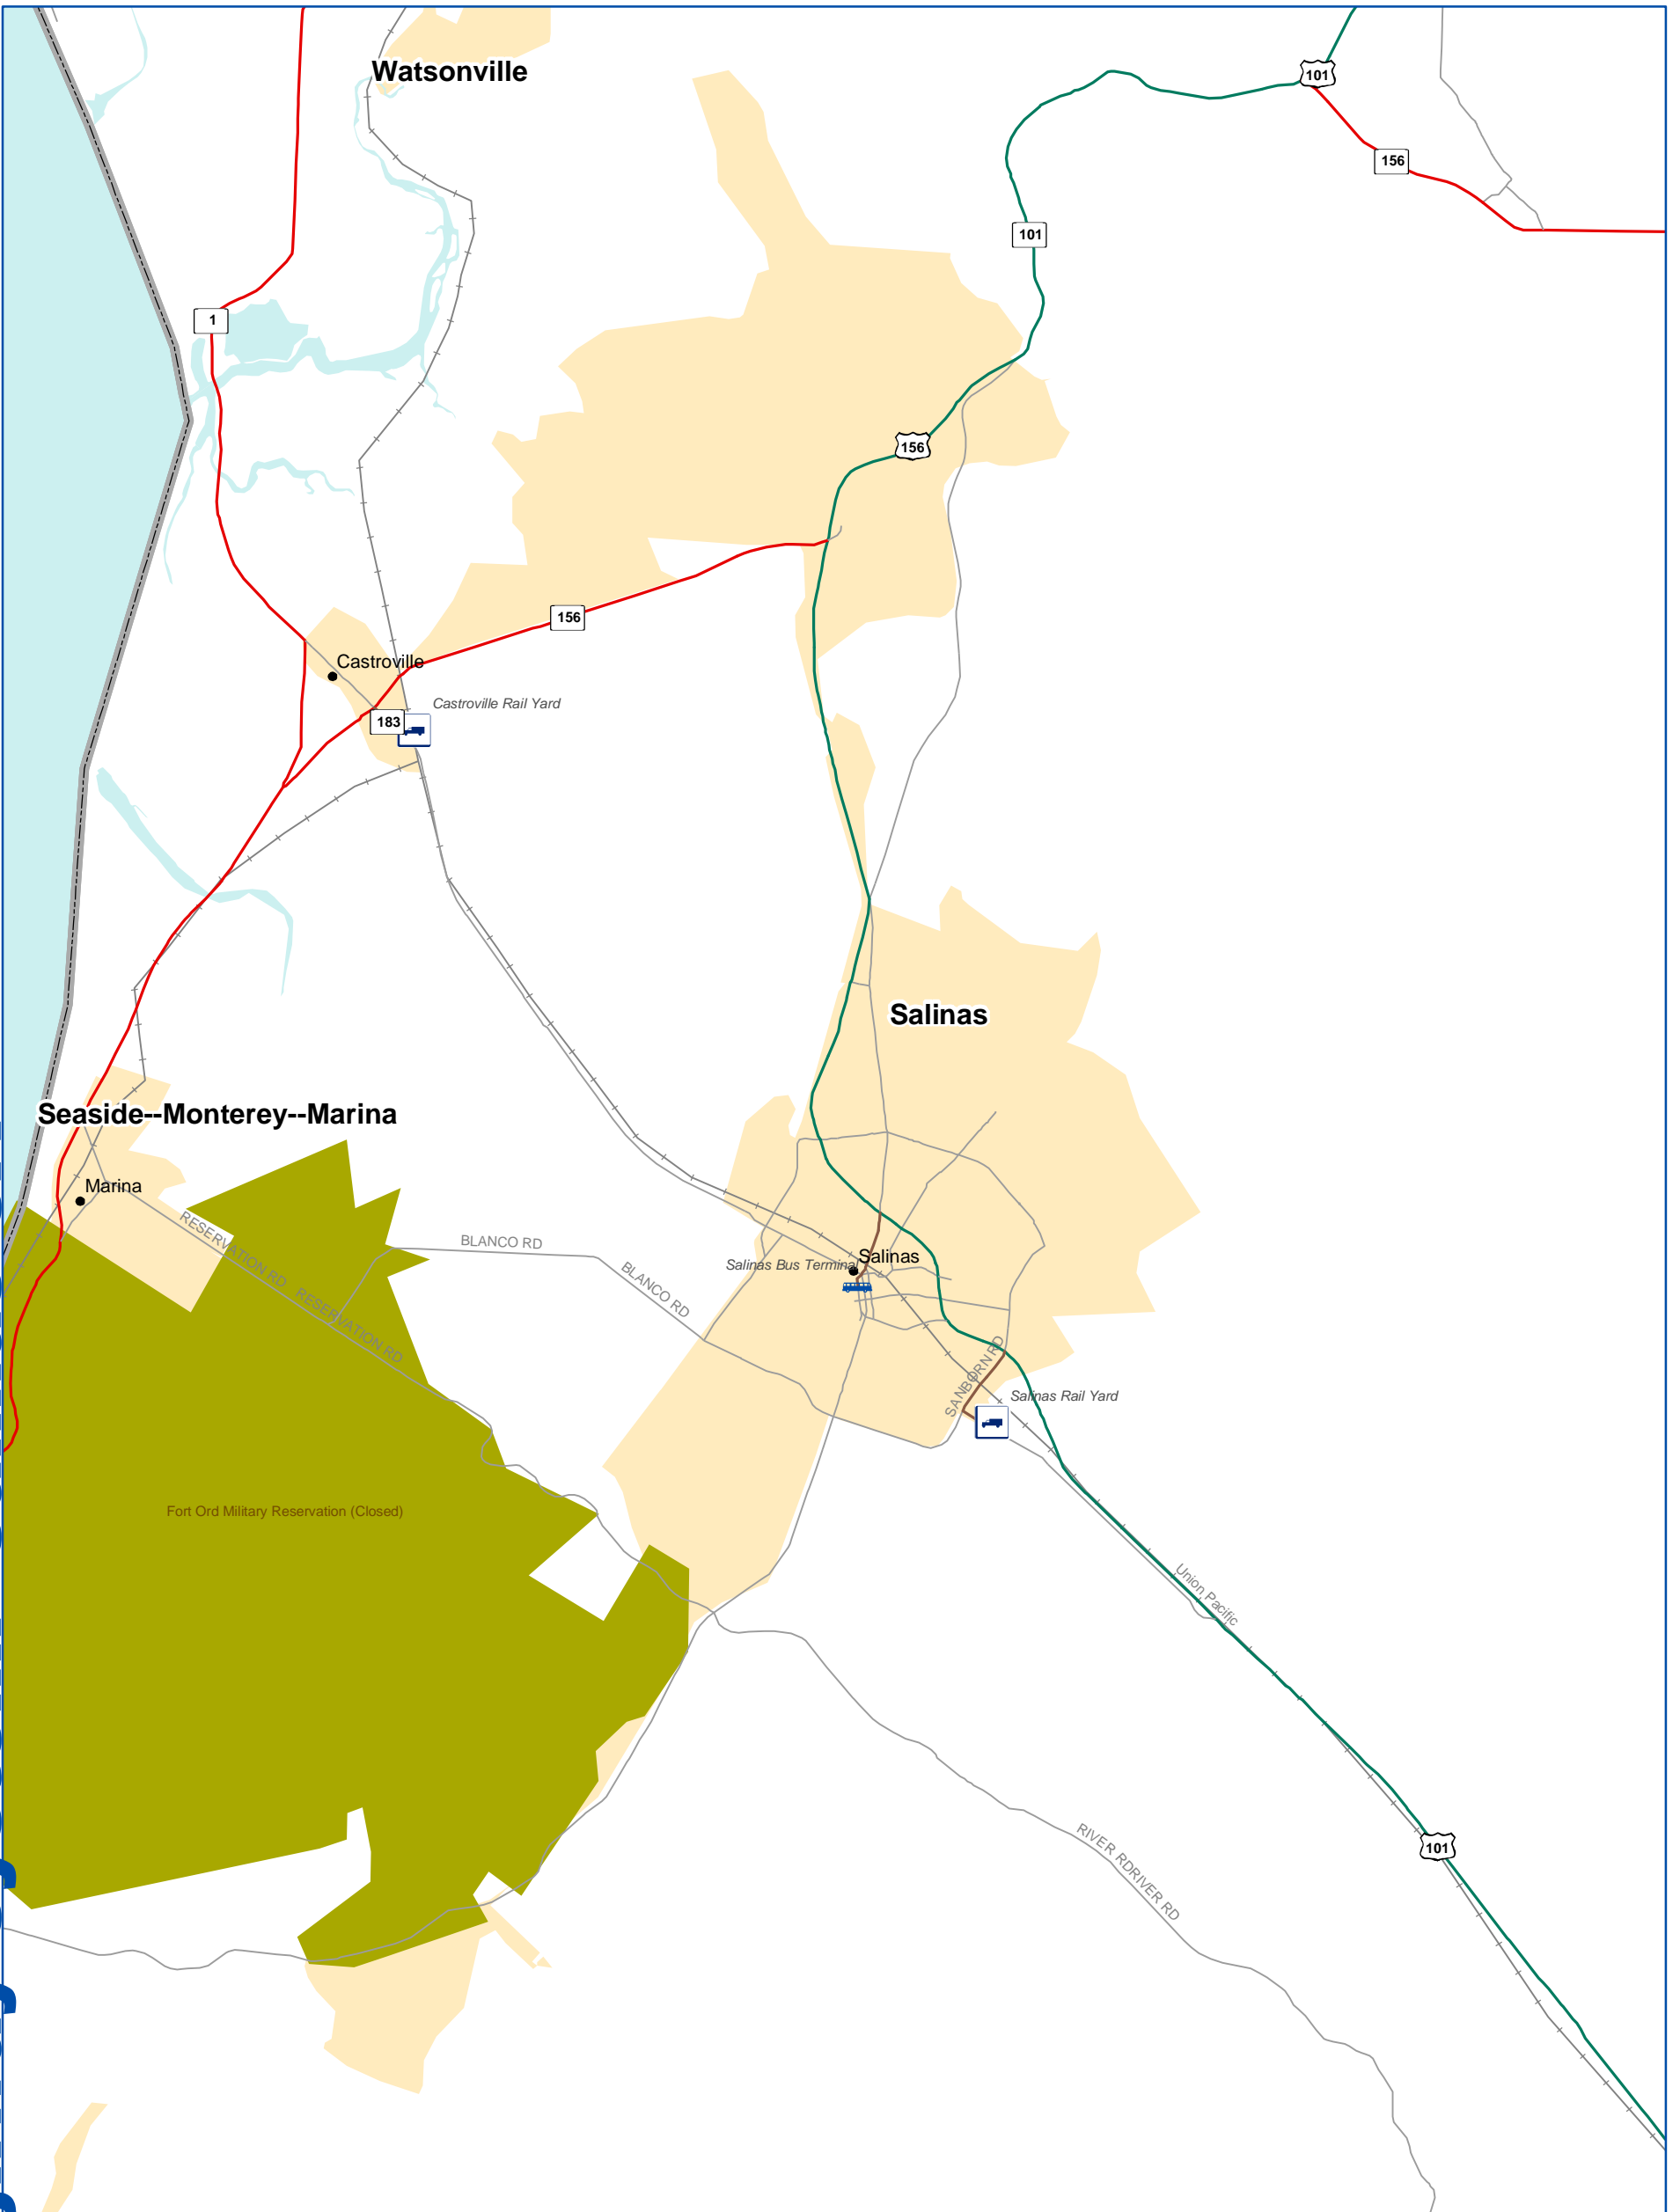 Watsonville
101
156
101
1
156
156
Castroville
Castroville Rail Yard
183
Salinas
Seaside--Monterey--Marina
Marina
RESERVATION RD
BLANCO RD
Salinas
Salinas Bus Terminal
RESERVATION RD
BLANCO RD
SANBORN RD
Salinas Rail Yard
Fort Ord Military Reservation (Closed)
Union Pacific
RIVER RD
RIVER RD
101